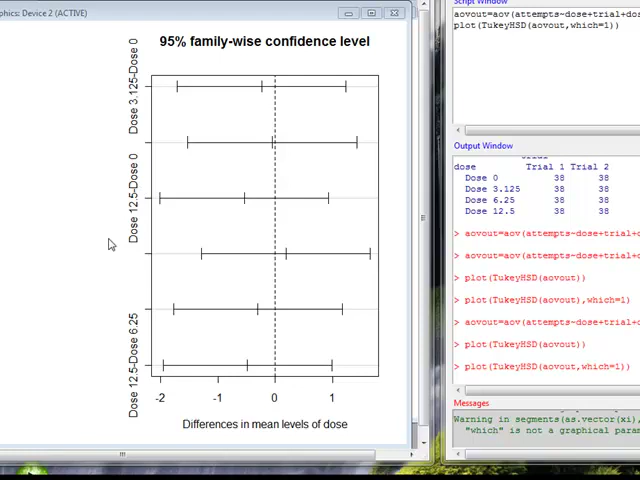 phics: Device 2 (ACTIVE)
95% family-wise confidence level
Dose 3.125-Dose 0
Dose 12.5-Dose 0
Dose 12.5-Dose 6.25
-2 -1 0 1
Differences in mean levels of dose
Script Window
aovout=aov(attempts~dose+trial+dos
plot(TukeyHSD(aovout,which=1))
Output Window
dose Trial 1 Trial 2
Dose 0 38 38
Dose 3.125 38 38
Dose 6.25 38 38
Dose 12.5 38 38
> aovout=aov(attempts~dose+trial+d
> aovout=aov(attempts~dose+trial+d
> plot(TukeyHSD(aovout))
> plot(TukeyHSD(aovout),which=1)
> aovout=aov(attempts~dose+trial+d
> plot(TukeyHSD(aovout))
> plot(TukeyHSD(aovout,which=1))
Messages
Warning in segments(as.vector(xi),
"which" is not a graphical para